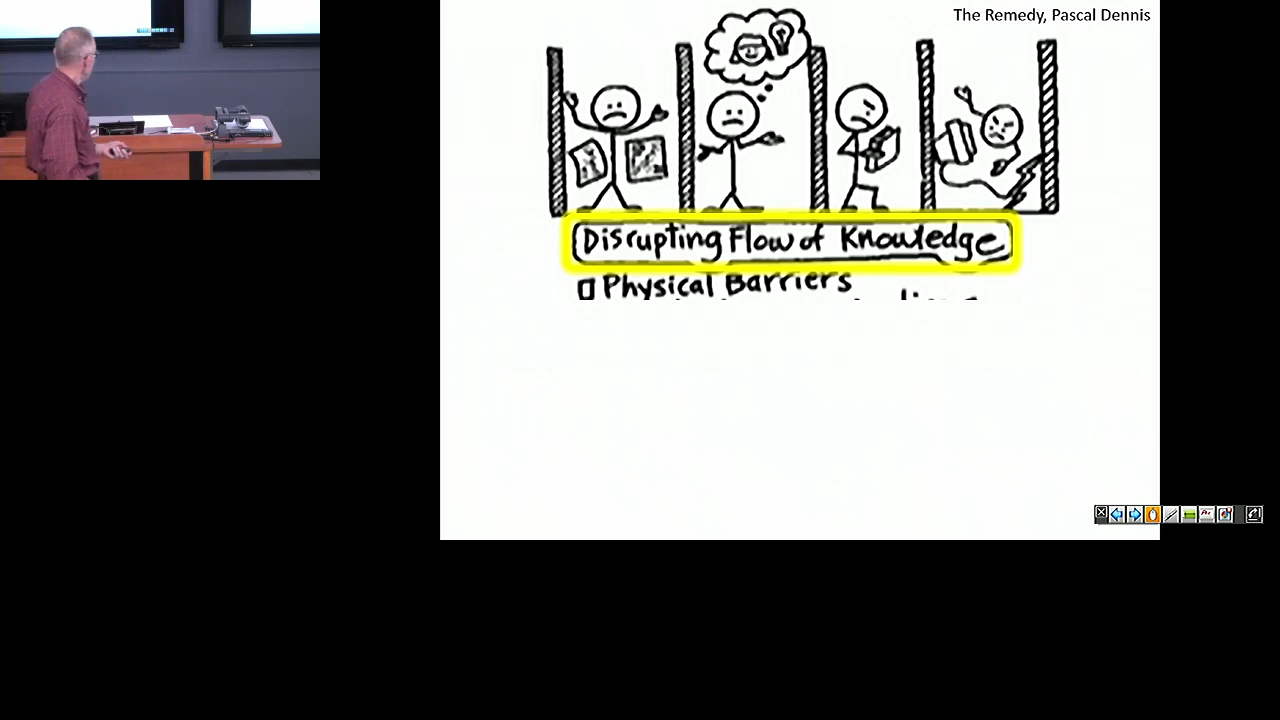 The Remedy, Pascal Dennis
Disrupting Flow of Knowledge
Physical Barriers